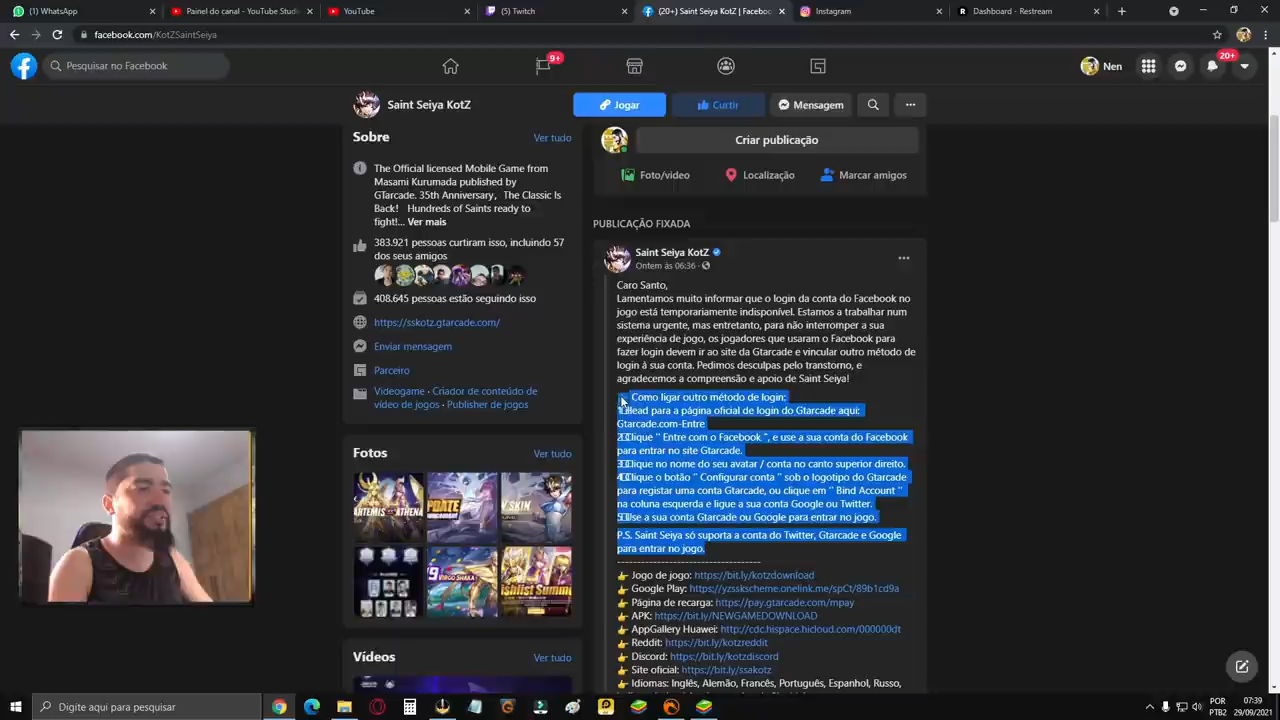 (1) WhatsApp
Painel do canal - YouTube Studi
YouTube
(5) Twitch
(20+) Saint Seiya KotZ | Faceboo
Instagram
Dashboard - Restream
facebook.com/KotZSaintSeiya
Pesquisar no Facebook
9+
Nen
20+
Saint Seiya KotZ
Jogar
Curtir
Mensagem
Sobre
Ver tudo
The Official licensed Mobile Game from
Masami Kurumada published by
GTarcade. 35th Anniversary, The Classic Is
Back! Hundreds of Saints ready to
fight!... Ver mais
383.921 pessoas curtiram isso, incluindo 57
dos seus amigos
408.645 pessoas estão seguindo isso
https://sskotz.gtarcade.com/
Enviar mensagem
Parceiro
Videogame · Criador de conteúdo de
vídeo de jogos · Publisher de jogos
Fotos
Ver tudo
ARTEMIS ATHENA
UPDATE
SKIN
VIRGO SHAKA
Vídeos
Ver tudo
Criar publicação
Foto/vídeo
Localização
Marcar amigos
PUBLICAÇÃO FIXADA
Saint Seiya KotZ
Ontem às 06:36 ·
Caro Santo,
Lamentamos muito informar que o login da conta do Facebook no
jogo está temporariamente indisponível. Estamos a trabalhar num
sistema urgente, mas entretanto, para não interromper a sua
experiência de jogo, os jogadores que usaram o Facebook para
fazer login devem ir ao site da Gtarcade e vincular outro método de
login à sua conta. Pedimos desculpas pelo transtorno, e
agradecemos a compreensão e apoio de Saint Seiya!
Como ligar outro método de login:
Head para a página oficial de login do Gtarcade aqui:
Gtarcade.com-Entre
2 Clique " Entre com o Facebook ", e use a sua conta do Facebook
para entrar no site Gtarcade.
3 Clique no nome do seu avatar / conta no canto superior direito.
4 Clique o botão " Configurar conta " sob o logotipo do Gtarcade
para registar uma conta Gtarcade, ou clique em " Bind Account "
na coluna esquerda e ligue a sua conta Google ou Twitter.
5 Use a sua conta Gtarcade ou Google para entrar no jogo.
P.S. Saint Seiya só suporta a conta do Twitter, Gtarcade e Google
para entrar no jogo.
------------------------------------
👉 Jogo de jogo: https://bit.ly/kotzdownload
👉 Google Play: https://yzsskscheme.onelink.me/spCt/89b1cd9a
👉 Página de recarga: https://pay.gtarcade.com/mpay
👉 APK: https://bit.ly/NEWGAMEDOWNLOAD
👉 AppGallery Huawei: http://cdc.hispace.hicloud.com/000000dt
👉 Reddit: https://bit.ly/kotzreddit
👉 Discord: https://bit.ly/kotzdiscord
👉 Site oficial: https://bit.ly/ssakotz
👉 Idiomas: Inglês, Alemão, Francês, Português, Espanhol, Russo,
Digite aqui para pesquisar
POR
PTB2
07:39
29/09/2021